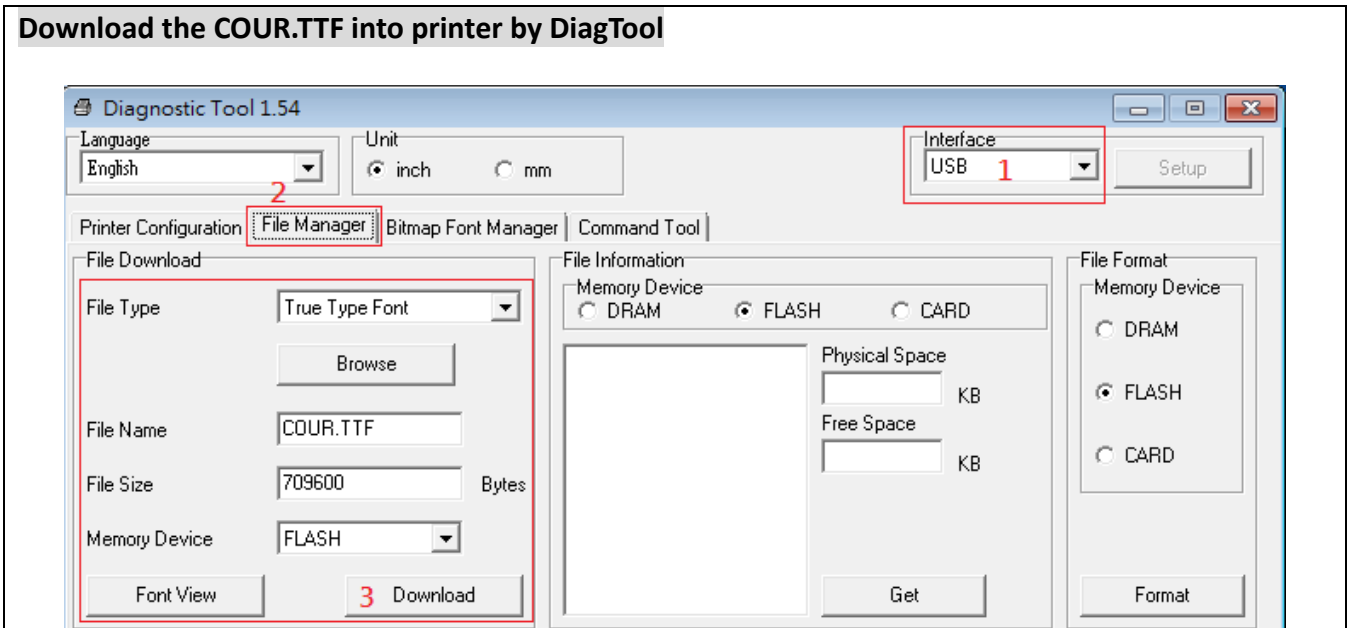 Download the COUR.TTF into printer by DiagTool
Diagnostic Tool 1.54
Language
English
Unit
inch
mm
Interface
USB
1
Setup
2
Printer Configuration
File Manager
Bitmap Font Manager
Command Tool
File Download
File Type
True Type Font
Browse
File Name
COUR.TTF
File Size
709600
Bytes
Memory Device
FLASH
Font View
3
Download
File Information
Memory Device
DRAM
FLASH
CARD
Physical Space
KB
Free Space
KB
Get
File Format
Memory Device
DRAM
FLASH
CARD
Format